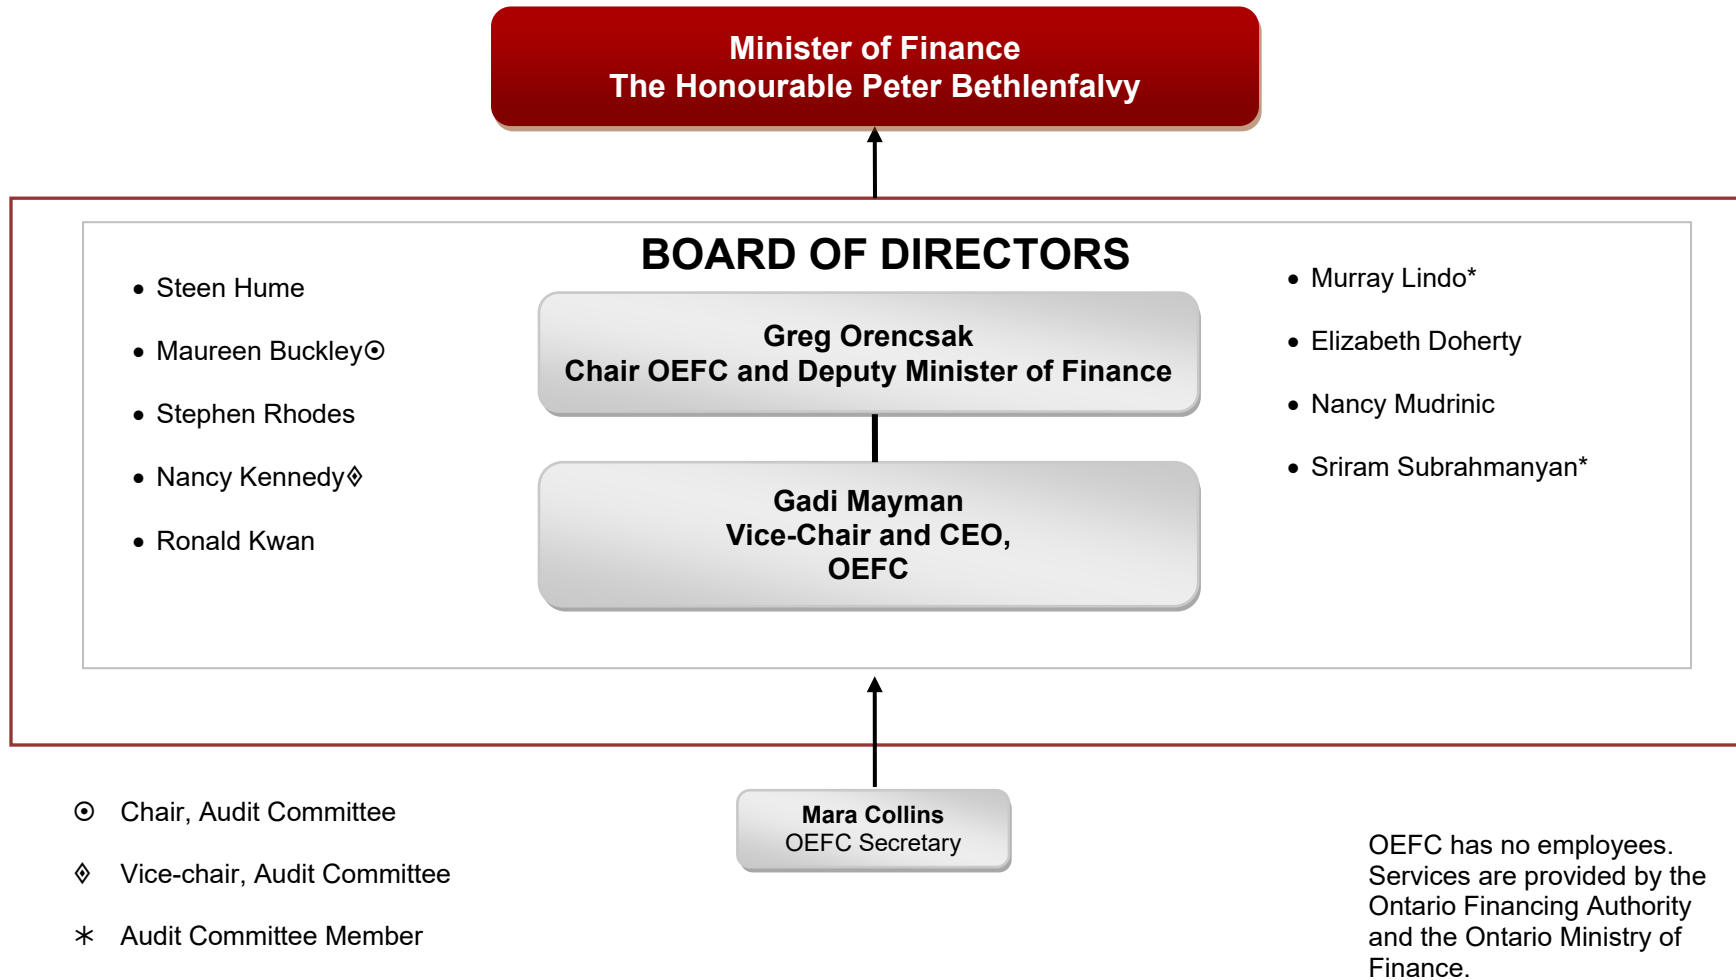 Minister of Finance
The Honourable Peter Bethlenfalvy
BOARD OF DIRECTORS
• Steen Hume
• Maureen Buckley☉
• Stephen Rhodes
• Nancy Kennedy⟐
• Ronald Kwan
Greg Orencsak
Chair OEFC and Deputy Minister of Finance
Gadi Mayman
Vice-Chair and CEO,
OEFC
• Murray Lindo*
• Elizabeth Doherty
• Nancy Mudrinic
• Sriram Subrahmanyan*
Mara Collins
OEFC Secretary
☉ Chair, Audit Committee
⟐ Vice-chair, Audit Committee
* Audit Committee Member
OEFC has no employees.
Services are provided by the
Ontario Financing Authority
and the Ontario Ministry of
Finance.